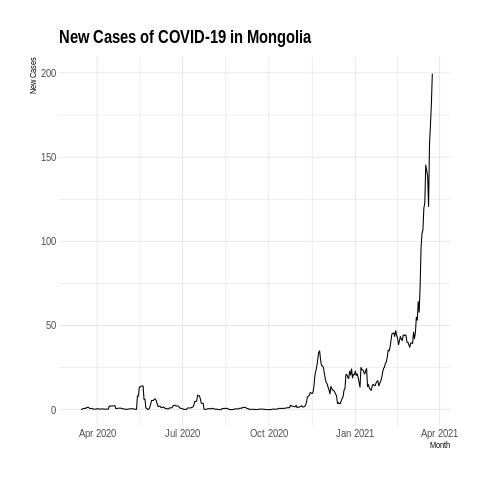 New Cases of COVID-19 in Mongolia
New Cases
200
150
100
50
0
Apr 2020
Jul 2020
Oct 2020
Jan 2021
Apr 2021
Month